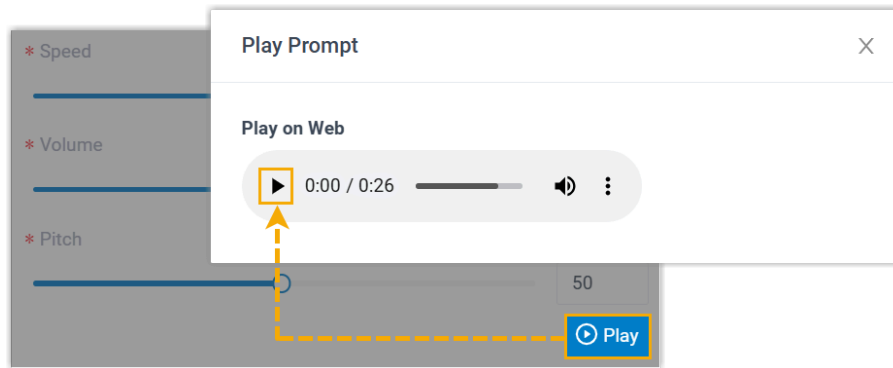 Play Prompt
* Speed
Play on Web
* Volume
0:00 / 0:26
* Pitch
50
Play